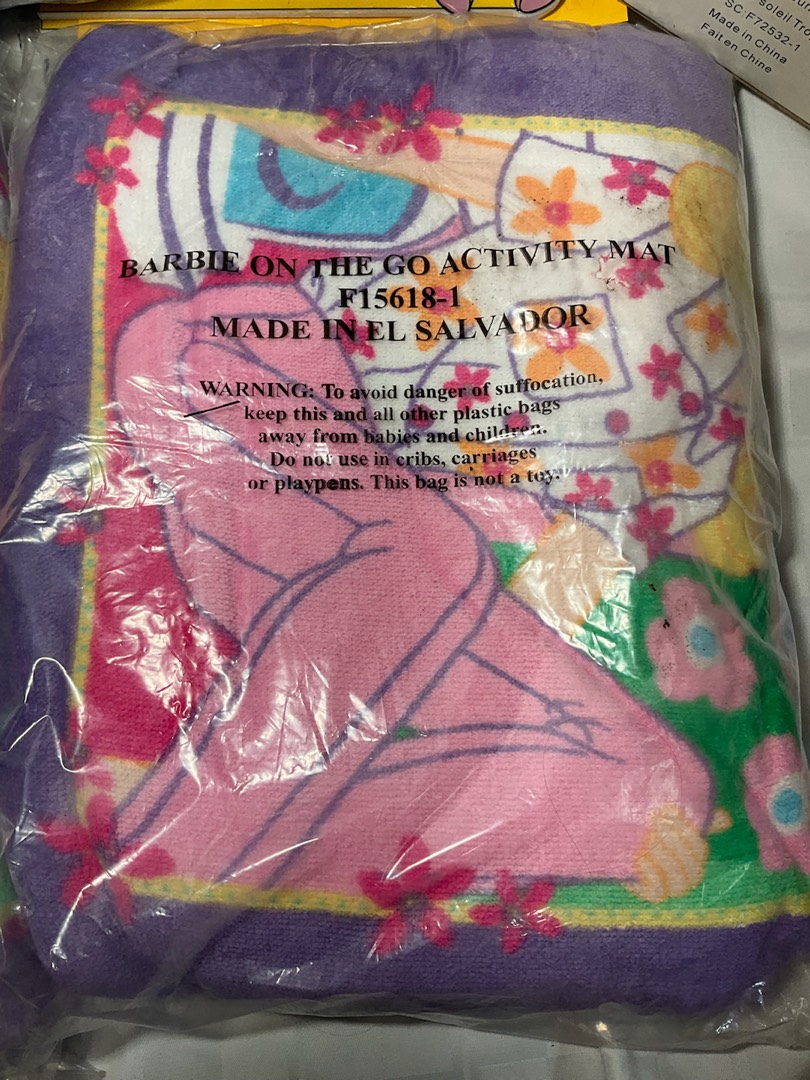 soleil Tro
SC:F72532-1
Made in China
Fait en Chine
BARBIE ON THE GO ACTIVITY MAT
F15618-1
MADE IN EL SALVADOR
WARNING: To avoid danger of suffocation,
keep this and all other plastic bags
away from babies and children.
Do not use in cribs, carriages
or playpens. This bag is not a toy.